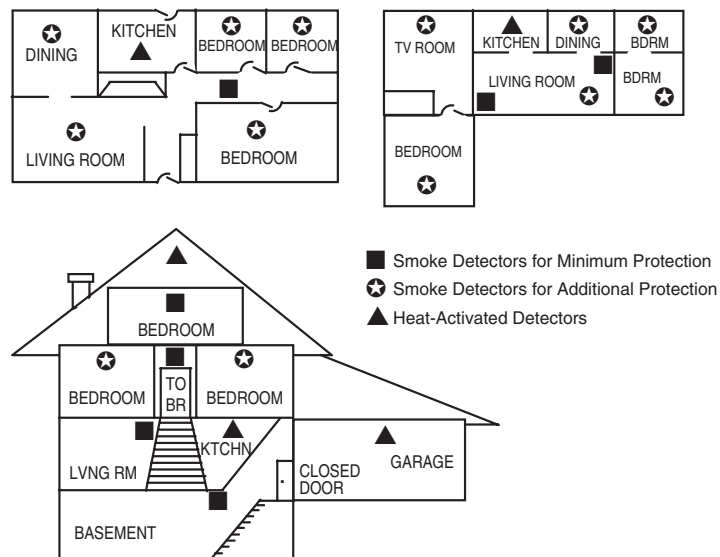 KITCHEN
BEDROOM
BEDROOM
DINING
LIVING ROOM
BEDROOM
TV ROOM
KITCHEN
DINING
BDRM
LIVING ROOM
BDRM
BEDROOM
Smoke Detectors for Minimum Protection
Smoke Detectors for Additional Protection
Heat-Activated Detectors
BEDROOM
BEDROOM
TO
BR
BEDROOM
LVNG RM
KTCHN
CLOSED
DOOR
GARAGE
BASEMENT